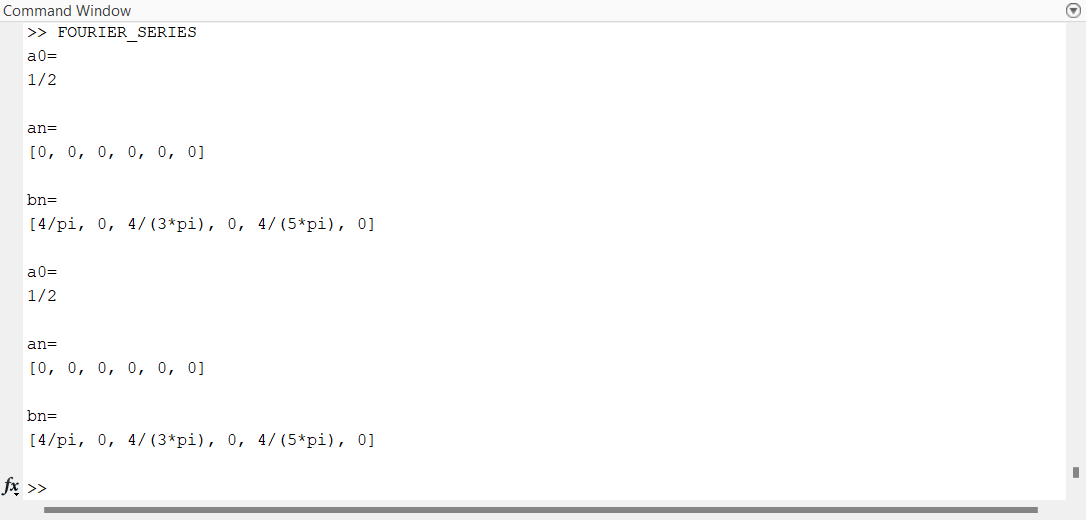 Command Window
>> FOURIER_SERIES
a0=
1/2
an=
[0, 0, 0, 0, 0, 0]
bn=
[4/pi, 0, 4/(3*pi), 0, 4/(5*pi), 0]
a0=
1/2
an=
[0, 0, 0, 0, 0, 0]
bn=
[4/pi, 0, 4/(3*pi), 0, 4/(5*pi), 0]
fx >>